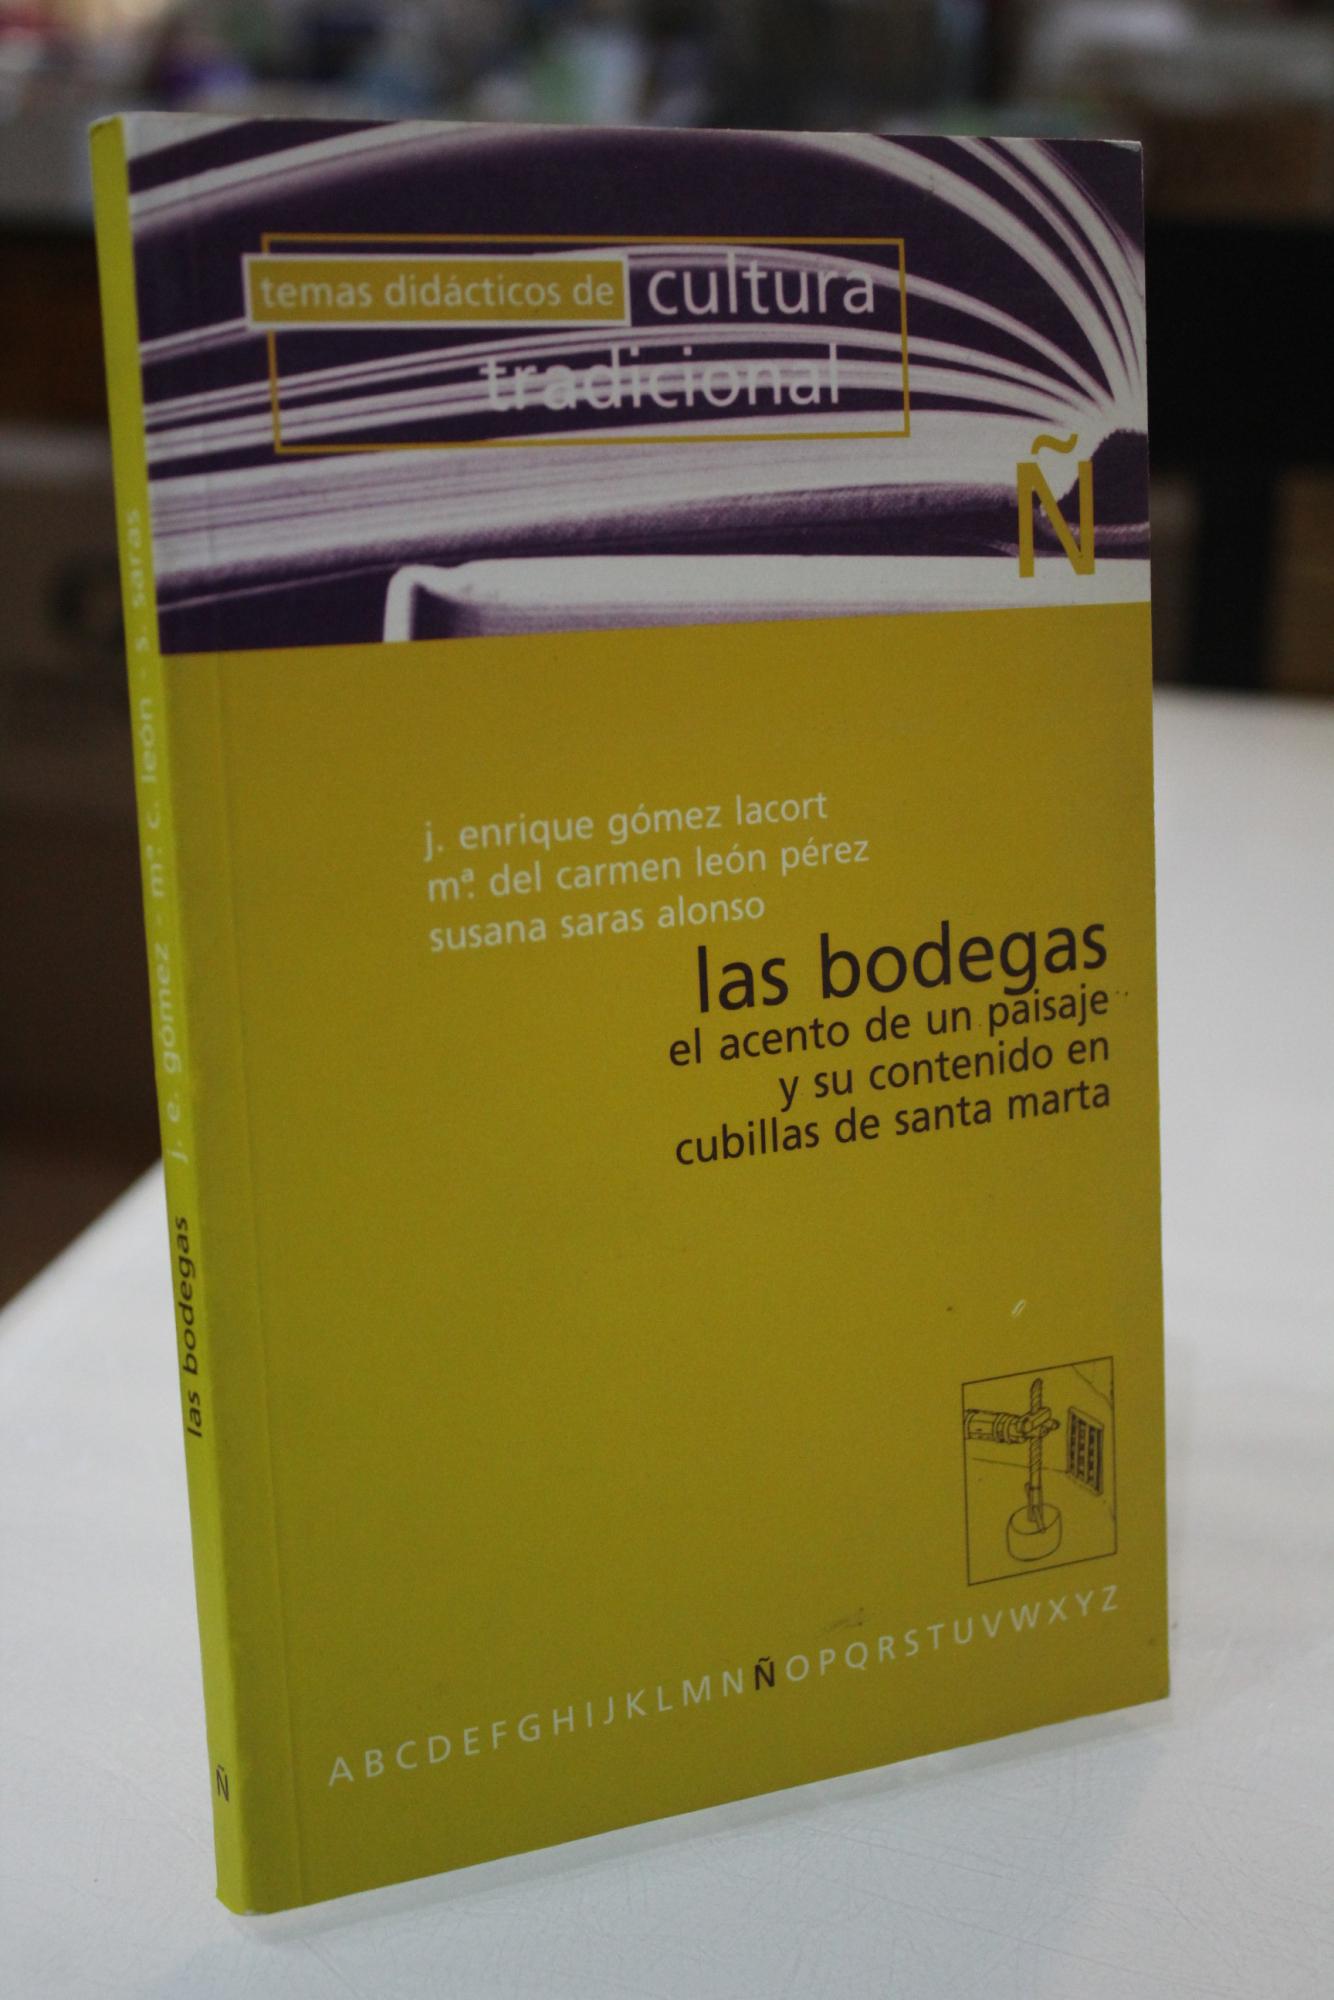 temas didácticos de cultura
tradicional
Ñ
j. enrique gómez lacort
mª. del carmen león pérez
susana saras alonso
las bodegas
el acento de un paisaje
y su contenido en
cubillas de santa marta
ABCDEFGHIJKLMNÑOPQRSTUVWXYZ
las bodegas j. e. gómez - mª. c. león - s. saras
Ñ